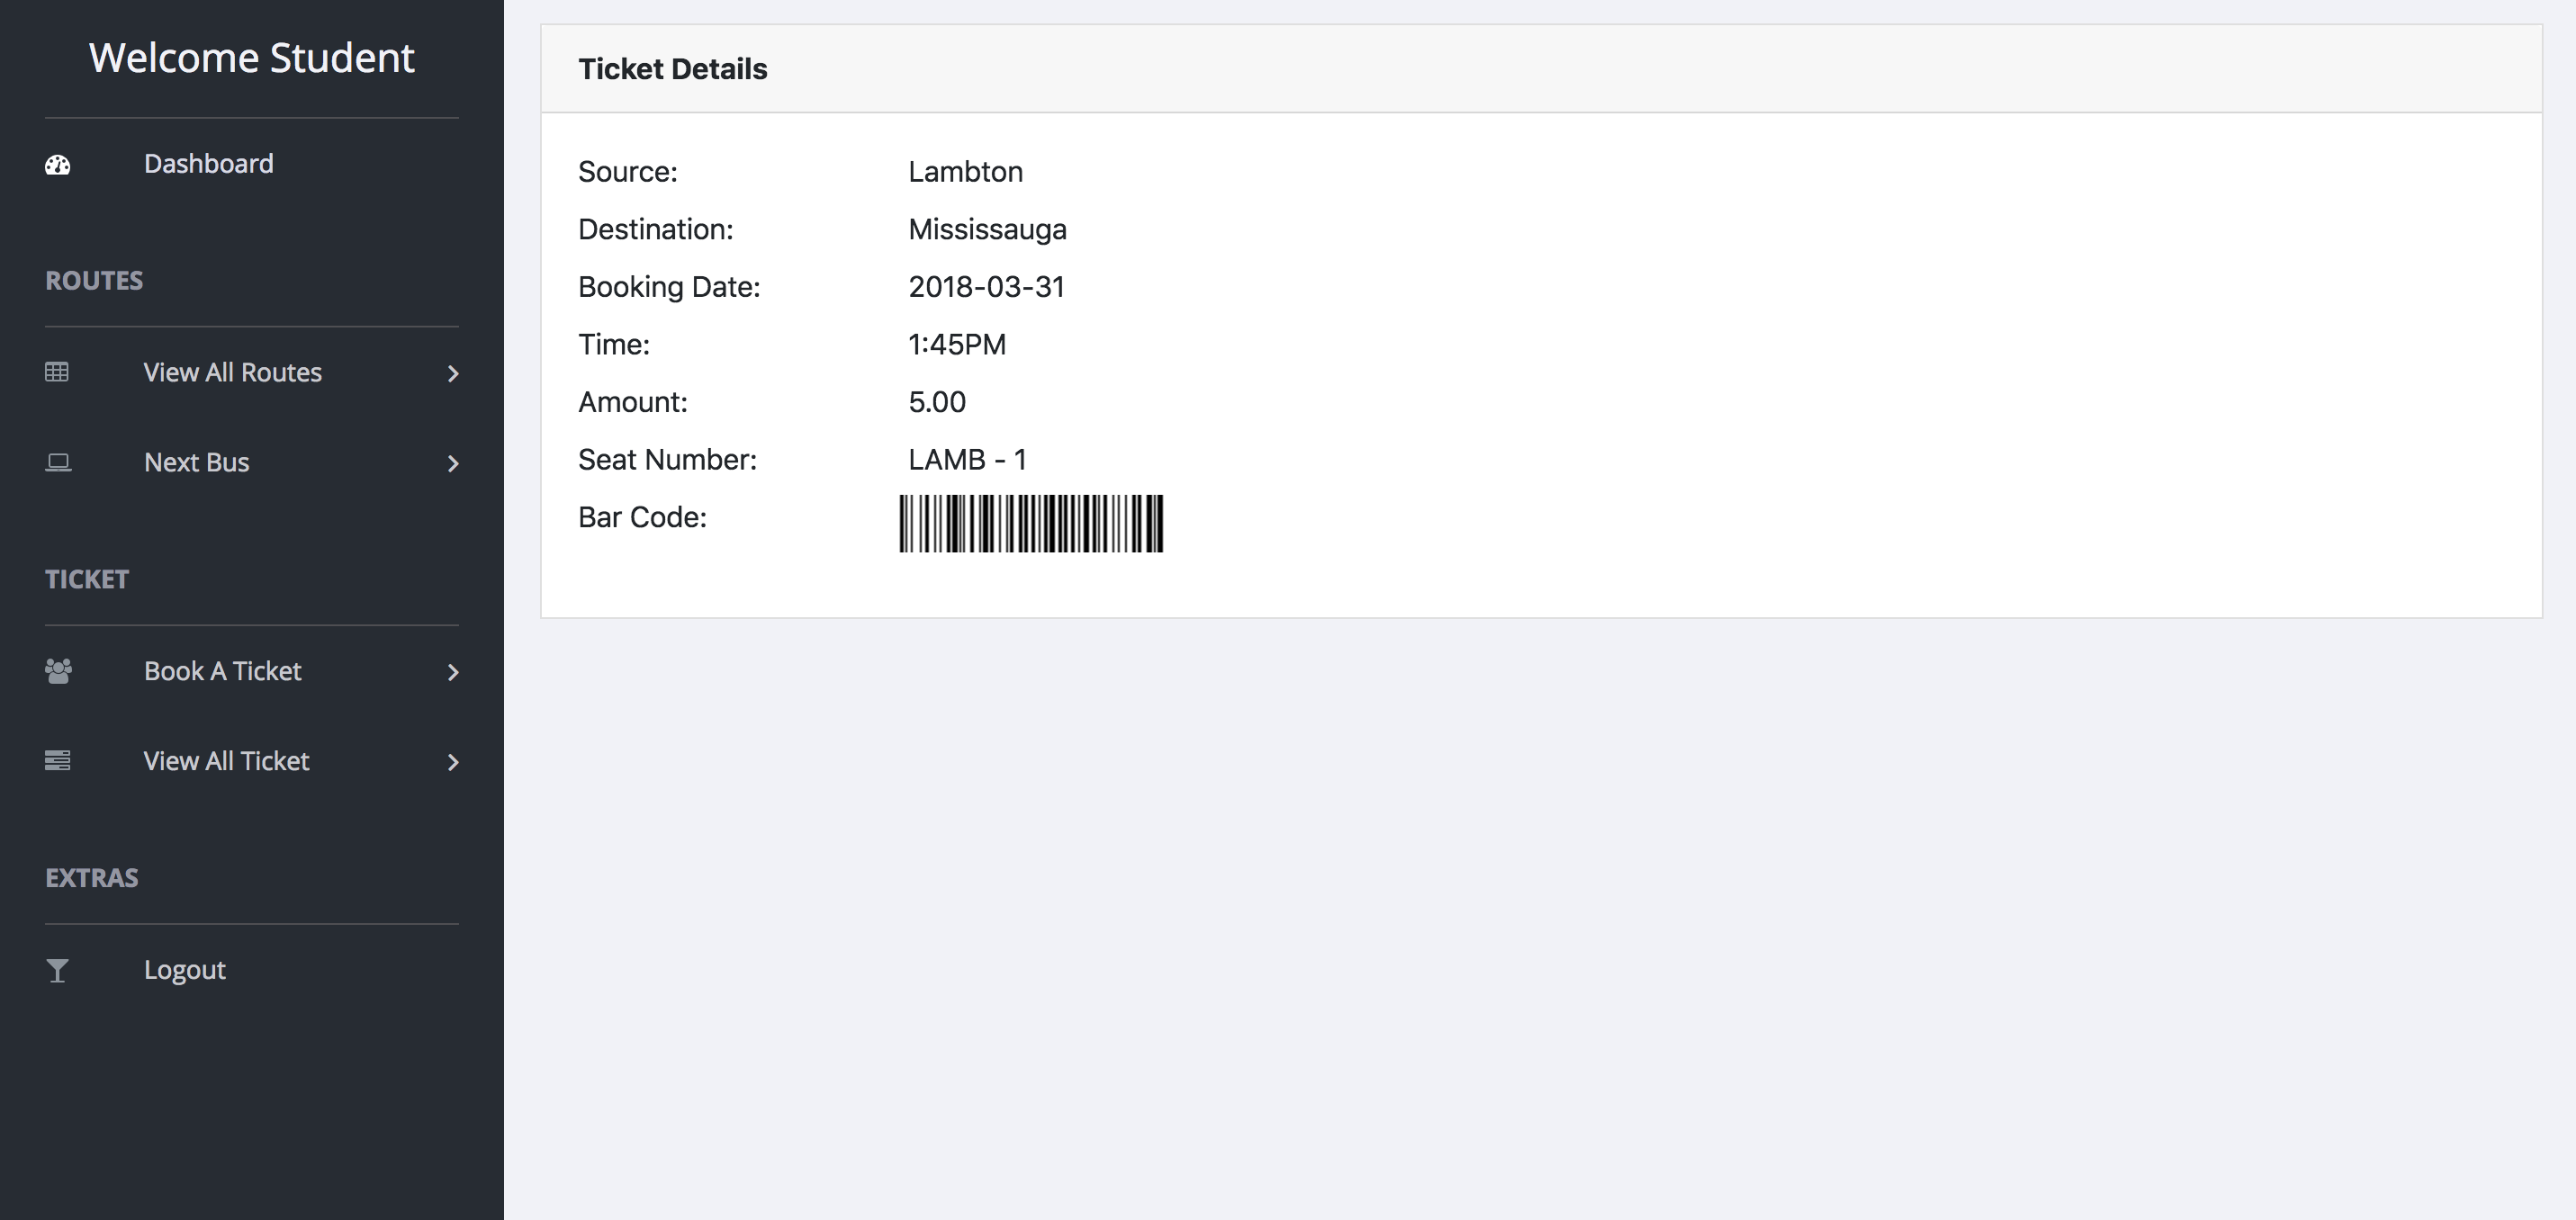 Welcome Student
Dashboard
ROUTES
View All Routes
Next Bus
TICKET
Book A Ticket
View All Ticket
EXTRAS
Logout
Ticket Details
Source: Lambton
Destination: Mississauga
Booking Date: 2018-03-31
Time: 1:45PM
Amount: 5.00
Seat Number: LAMB - 1
Bar Code: